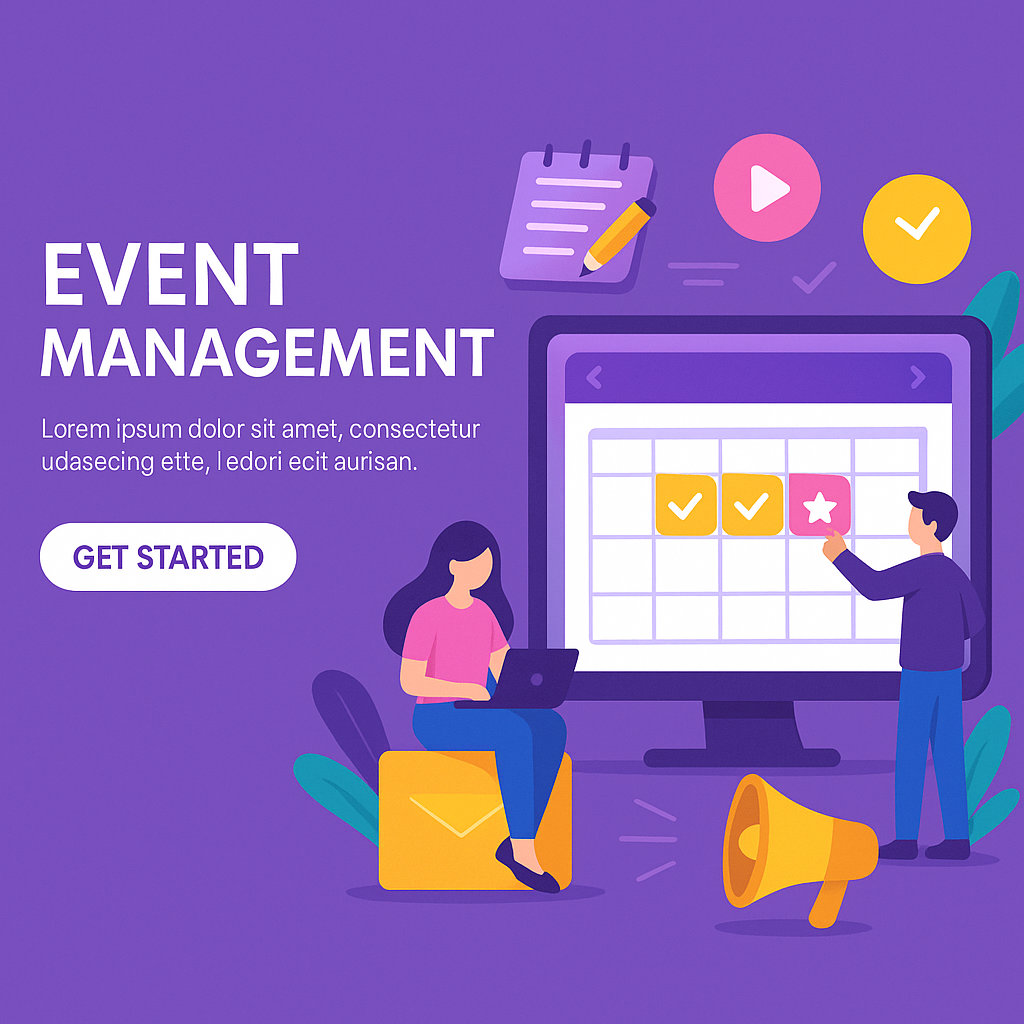 EVENT
MANAGEMENT
Lorem ipsum dolor sit amet, consectetur
udasecing ette, l edori ecit aurisan.
GET STARTED